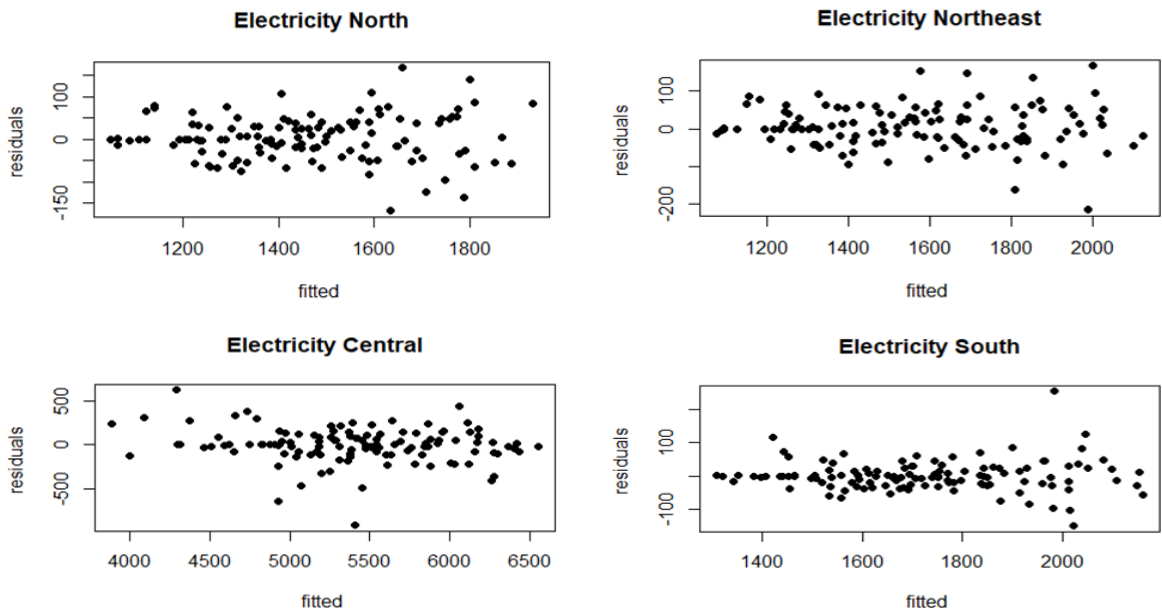 Electricity North
residuals
-150
0
100
1200
1400
1600
1800
fitted
Electricity Northeast
residuals
-200
0
100
1200
1400
1600
1800
2000
fitted
Electricity Central
residuals
-500
0
500
4000
4500
5000
5500
6000
6500
fitted
Electricity South
residuals
-100
100
1400
1600
1800
2000
fitted